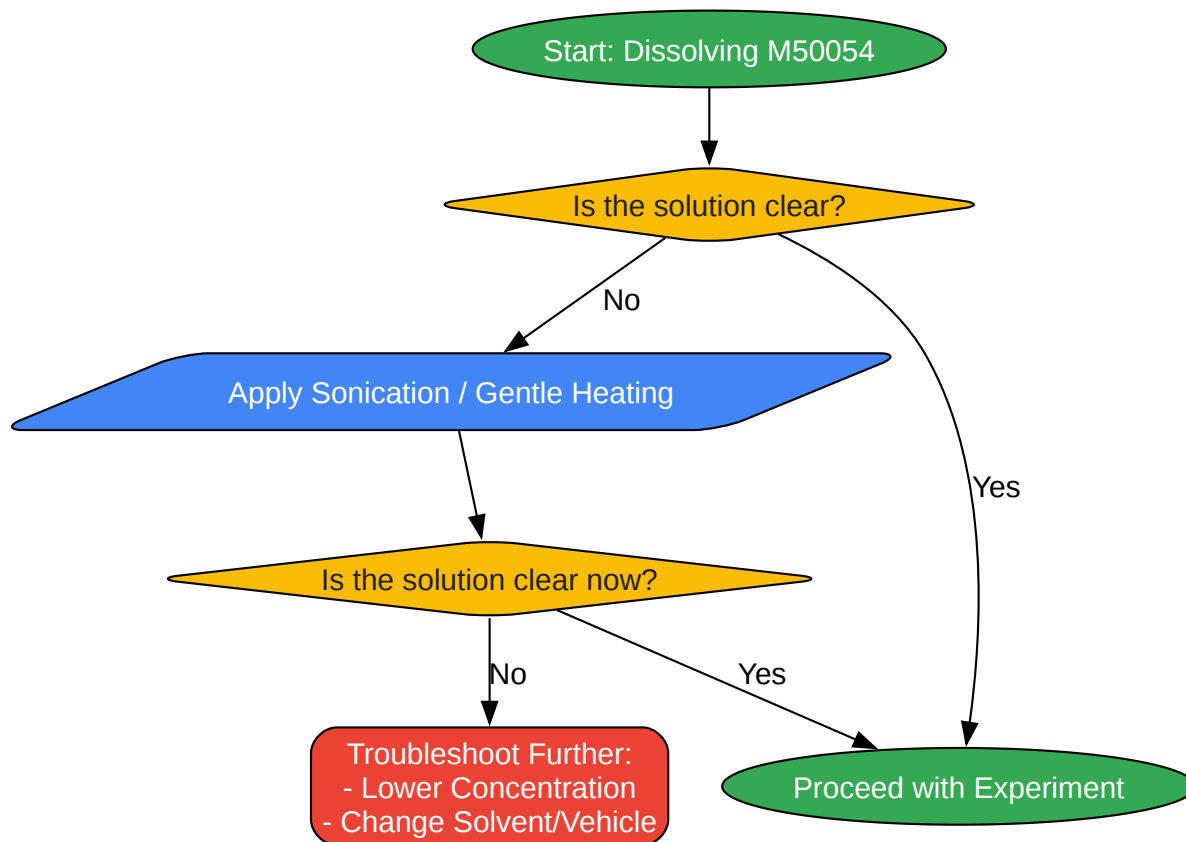 Start: Dissolving M50054
Is the solution clear?
No
Apply Sonication / Gentle Heating
Yes
Is the solution clear now?
No
Yes
Troubleshoot Further:
- Lower Concentration
- Change Solvent/Vehicle
Proceed with Experiment